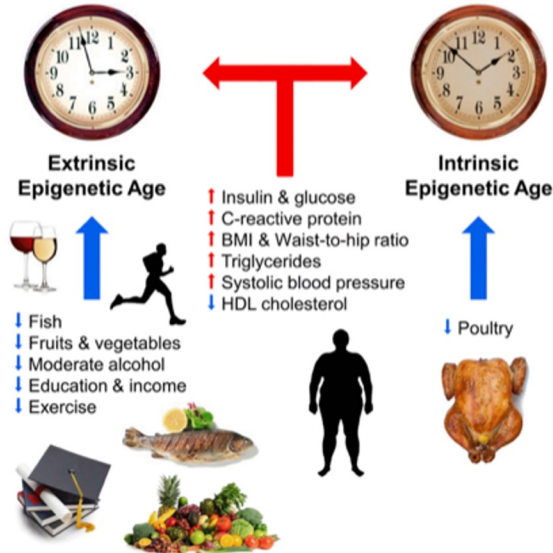 Extrinsic
Epigenetic Age
Intrinsic
Epigenetic Age
↑ Insulin & glucose
↑ C-reactive protein
↑ BMI & Waist-to-hip ratio
↑ Triglycerides
↑ Systolic blood pressure
↓ HDL cholesterol
↓ Fish
↓ Fruits & vegetables
↓ Moderate alcohol
↓ Education & income
↓ Exercise
↓ Poultry